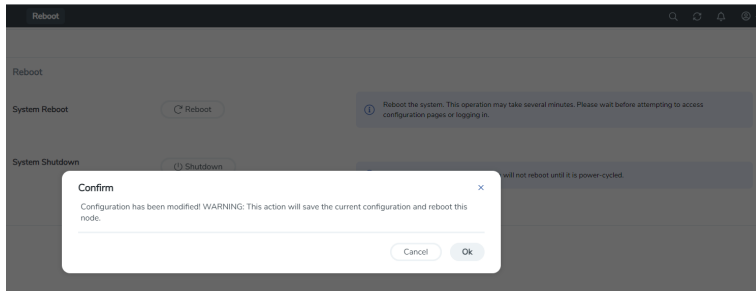 Reboot
Reboot
System Reboot
Reboot
Reboot the system. This operation may take several minutes. Please wait before attempting to access
configuration pages or logging in.
System Shutdown
Shutdown
will not reboot until it is power-cycled.
Confirm
Configuration has been modified! WARNING: This action will save the current configuration and reboot this
node.
Cancel
Ok